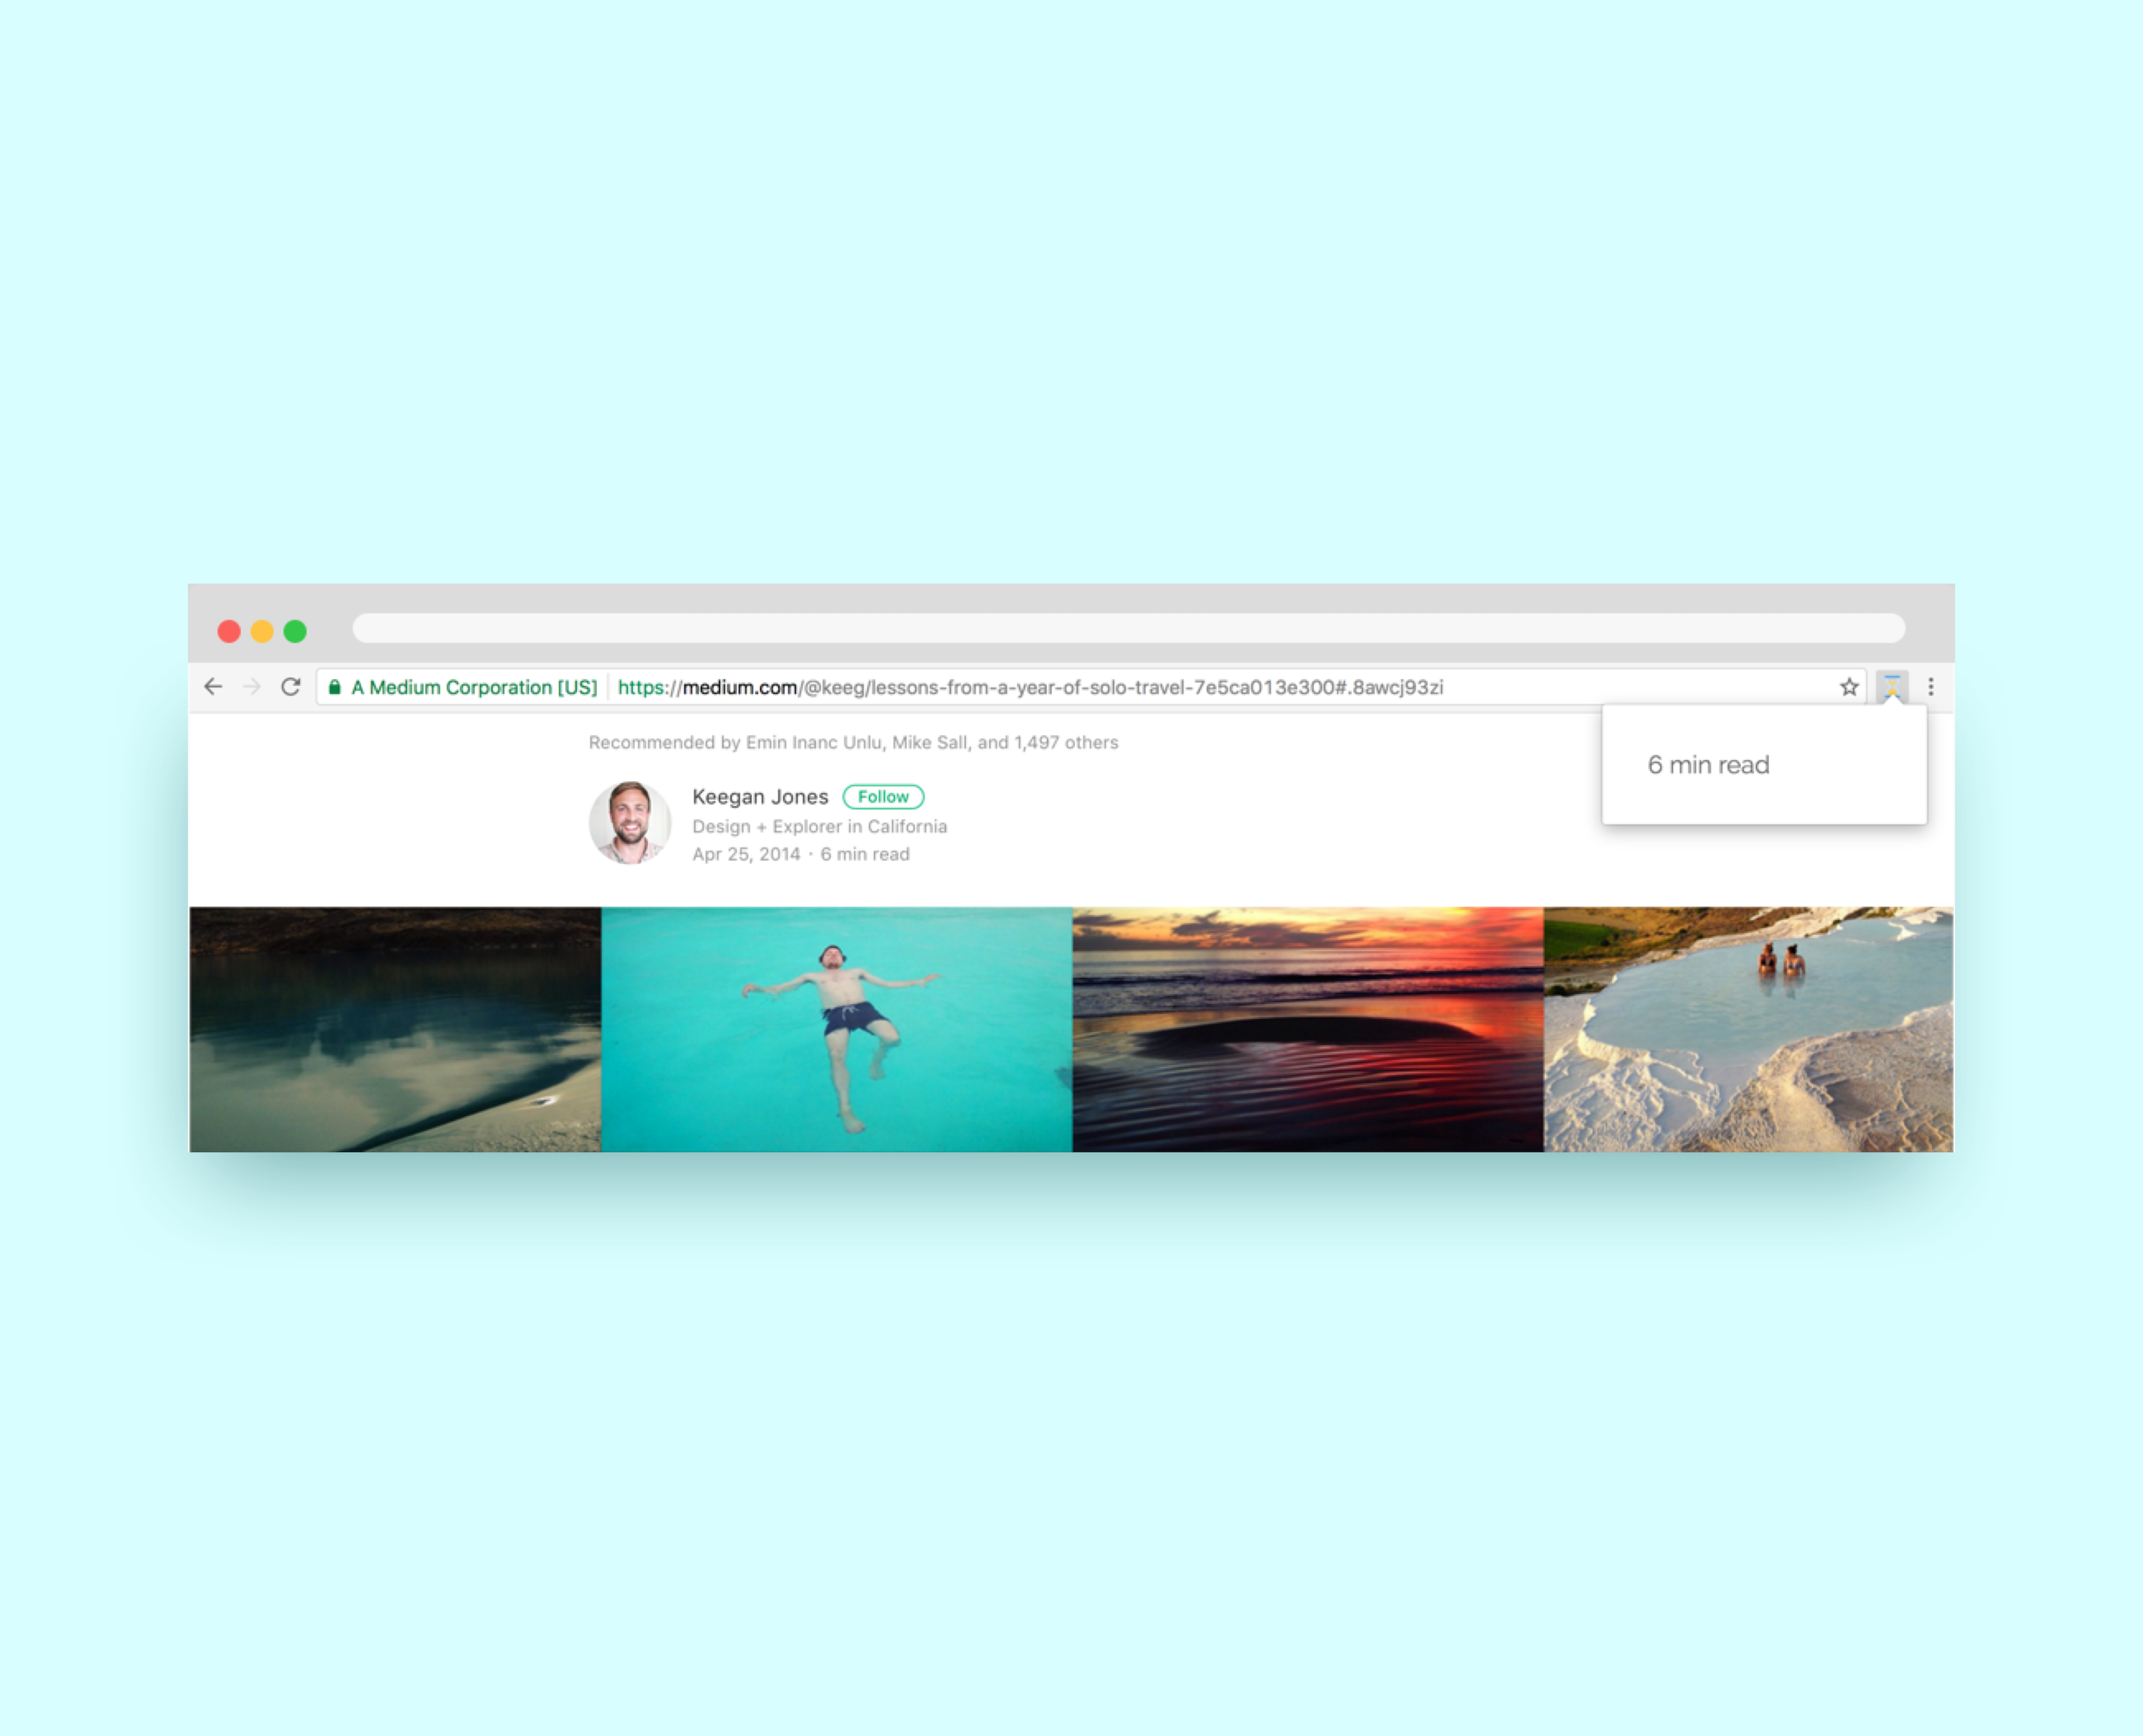 A Medium Corporation [US] https://medium.com/@keeg/lessons-from-a-year-of-solo-travel-7e5ca013e300#.8awcj93zi
Recommended by Emin Inanc Unlu, Mike Sall, and 1,497 others
6 min read
Keegan Jones Follow
Design + Explorer in California
Apr 25, 2014 · 6 min read